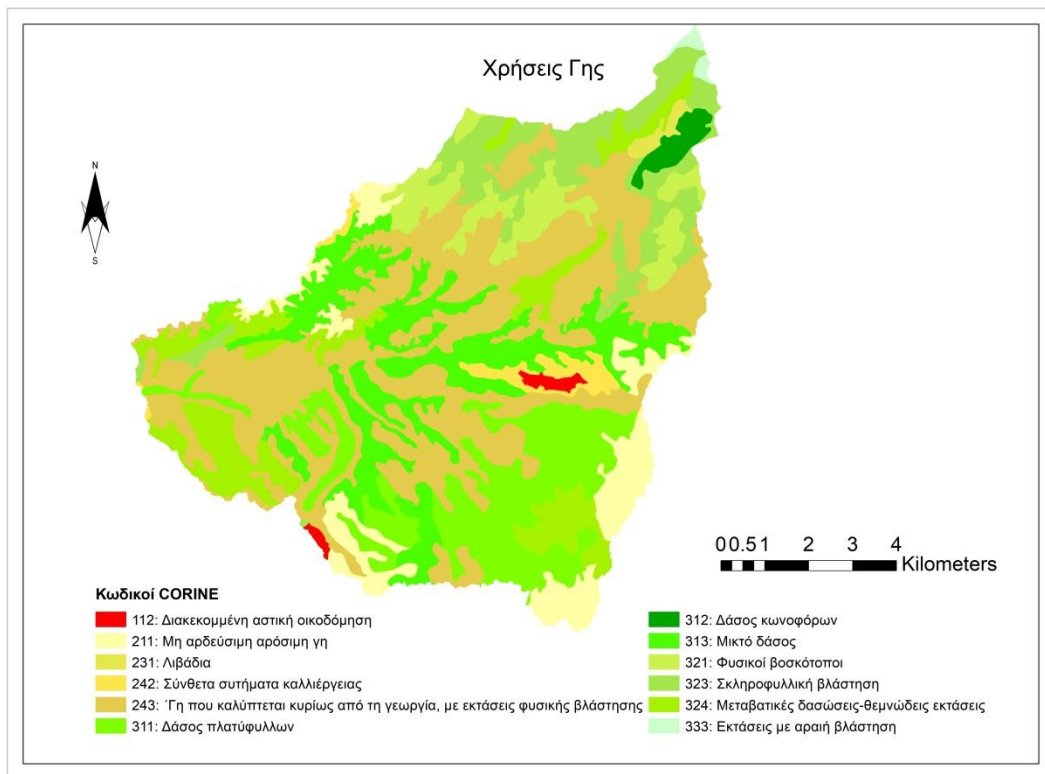 Χρήσεις Γης
N
S
0 0.5 1 2 3 4
Kilometers
Κωδικοί CORINE
112: Διακεκομμένη αστική οικοδόμηση
211: Μη αρδεύσιμη αρόσιμη γη
231: Λιβάδια
242: Σύνθετα συτήματα καλλιέργειας
243: ΄Γη που καλύπτεται κυρίως από τη γεωργία, με εκτάσεις φυσικής βλάστησης
311: Δάσος πλατύφυλλων
312: Δάσος κωνοφόρων
313: Μικτό δάσος
321: Φυσικοί βοσκότοποι
323: Σκληροφυλλική βλάστηση
324: Μεταβατικές δασώσεις-θεμνώδεις εκτάσεις
333: Εκτάσεις με αραιή βλάστηση